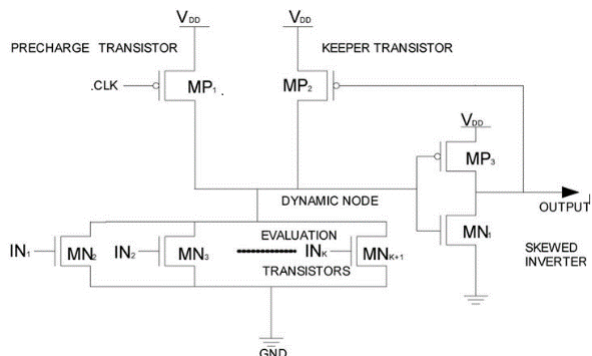 VDD VDD
PRECHARGE TRANSISTOR KEEPER TRANSISTOR
.CLK MP1 . MP2
VDD
MP3
DYNAMIC NODE
OUTPUT
IN1 MN2 IN2 MN3 EVALUATION INK MNK+1 MN1
TRANSISTORS
SKEWED
INVERTER
GND